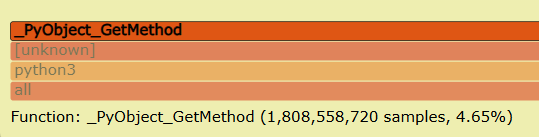 _PyObject_GetMethod
[unknown]
python3
all
Function: _PyObject_GetMethod (1,808,558,720 samples, 4.65%)